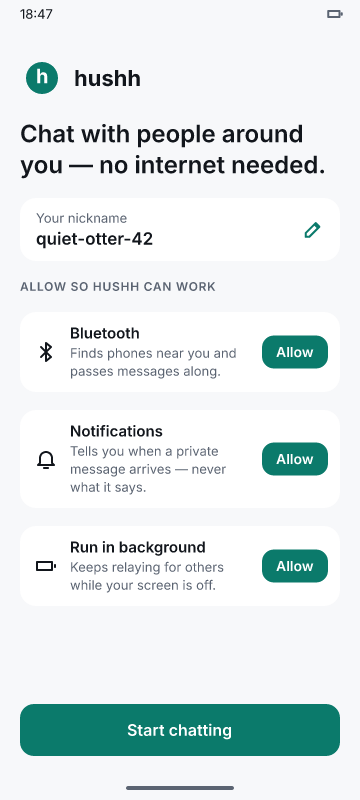 18:47
h hushh
Chat with people around
you — no internet needed.
Your nickname
quiet-otter-42
ALLOW SO HUSHH CAN WORK
Bluetooth
Finds phones near you and
passes messages along.
Allow
Notifications
Tells you when a private
message arrives — never
what it says.
Allow
Run in background
Keeps relaying for others
while your screen is off.
Allow
Start chatting